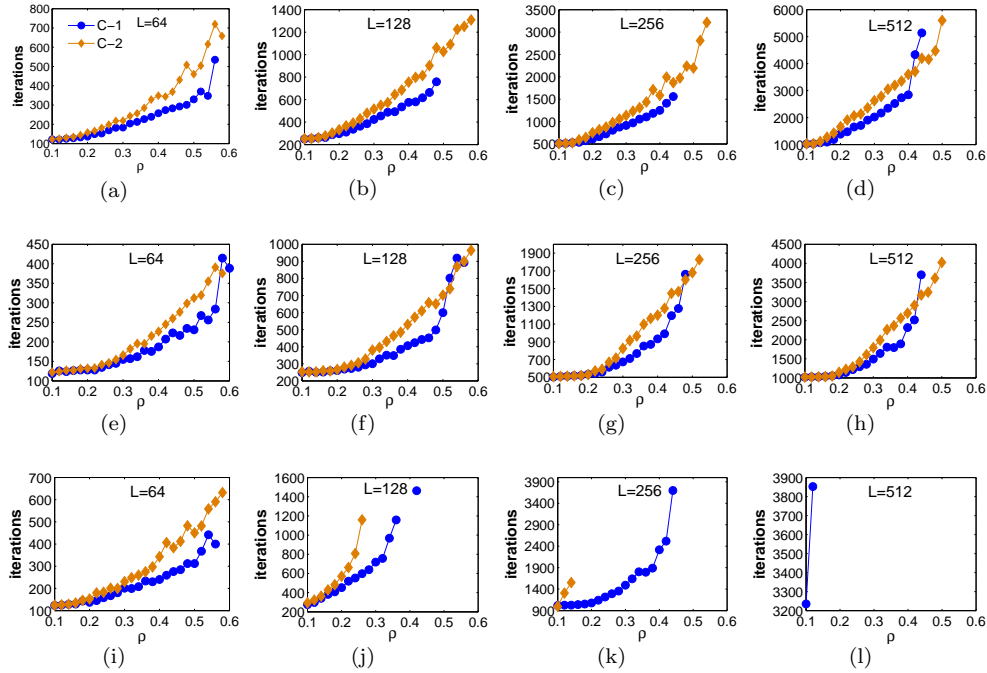 800
700
600
500
400
300
200
100
0.1 0.2 0.3 0.4 0.5 0.6
iterations
ρ
C−1
C−2
L=64
(a)
1400
1200
1000
800
600
400
200
0.1 0.2 0.3 0.4 0.5 0.6
iterations
ρ
L=128
(b)
4000
3500
3000
2500
2000
1500
1000
500
0.1 0.2 0.3 0.4 0.5 0.6
iterations
ρ
L=256
(c)
6000
5000
4000
3000
2000
1000
0.1 0.2 0.3 0.4 0.5 0.6
iterations
ρ
L=512
(d)
450
400
350
300
250
200
150
100
0.1 0.2 0.3 0.4 0.5 0.6
iterations
ρ
L=64
(e)
1000
900
800
700
600
500
400
300
200
0.1 0.2 0.3 0.4 0.5 0.6
iterations
ρ
L=128
(f)
1900
1700
1500
1300
1100
900
700
500
0.1 0.2 0.3 0.4 0.5 0.6
iterations
ρ
L=256
(g)
5000
4000
3000
2000
1000
0.1 0.2 0.3 0.4 0.5 0.6
iterations
ρ
L=512
(h)
700
600
500
400
300
200
100
0.1 0.2 0.3 0.4 0.5 0.6
iterations
ρ
L=64
(i)
1600
1400
1200
1000
800
600
400
200
0.1 0.2 0.3 0.4 0.5 0.6
iterations
ρ
L=128
(j)
3900
3400
2900
2400
1900
1400
900
0.1 0.2 0.3 0.4 0.5 0.6
iterations
ρ
L=256
(k)
3900
3800
3700
3600
3500
3400
3300
3200
0.1 0.2 0.3 0.4 0.5 0.6
iterations
ρ
L=512
(l)